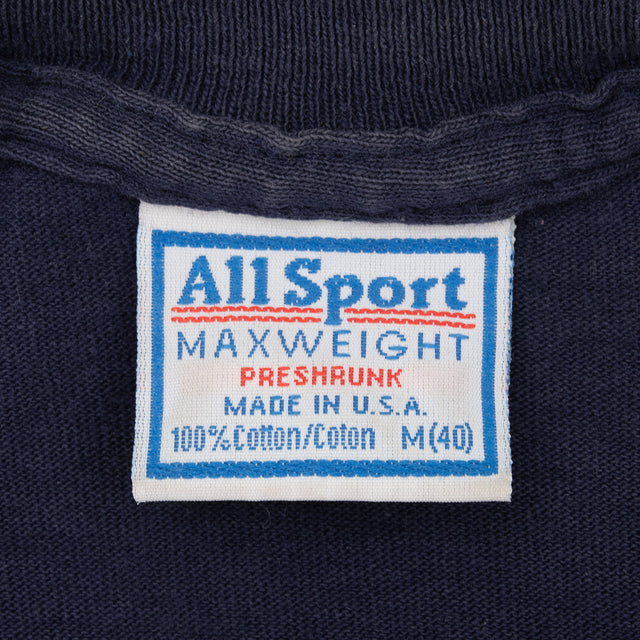 All Sport
MAXWEIGHT
PRESHRUNK
MADE IN U.S.A.
100% Cotton/Coton M(40)